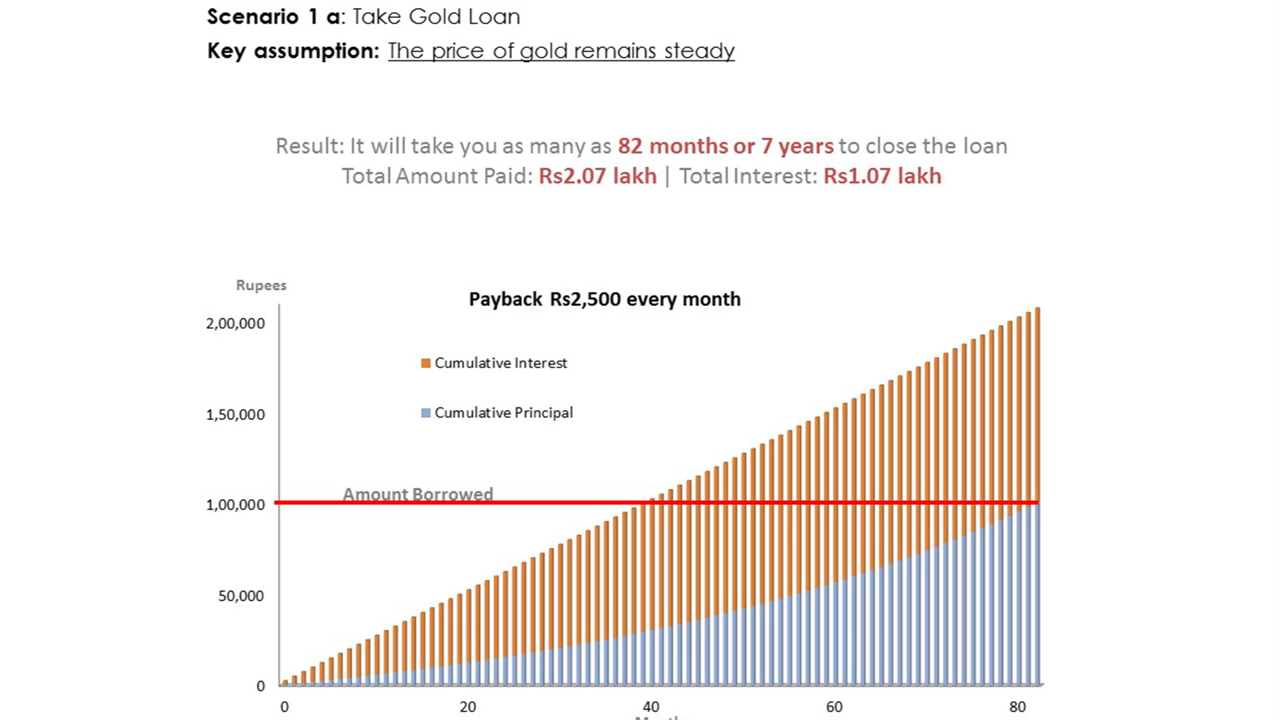 Scenario 1 a: Take Gold Loan
Key assumption: The price of gold remains steady
Result: It will take you as many as 82 months or 7 years to close the loan
Total Amount Paid: Rs2.07 lakh | Total Interest: Rs1.07 lakh
Rupees
Payback Rs2,500 every month
2,00,000
Cumulative Interest
1,50,000
Cumulative Principal
Amount Borrowed
1,00,000
50,000
0
0 20 40 60 80